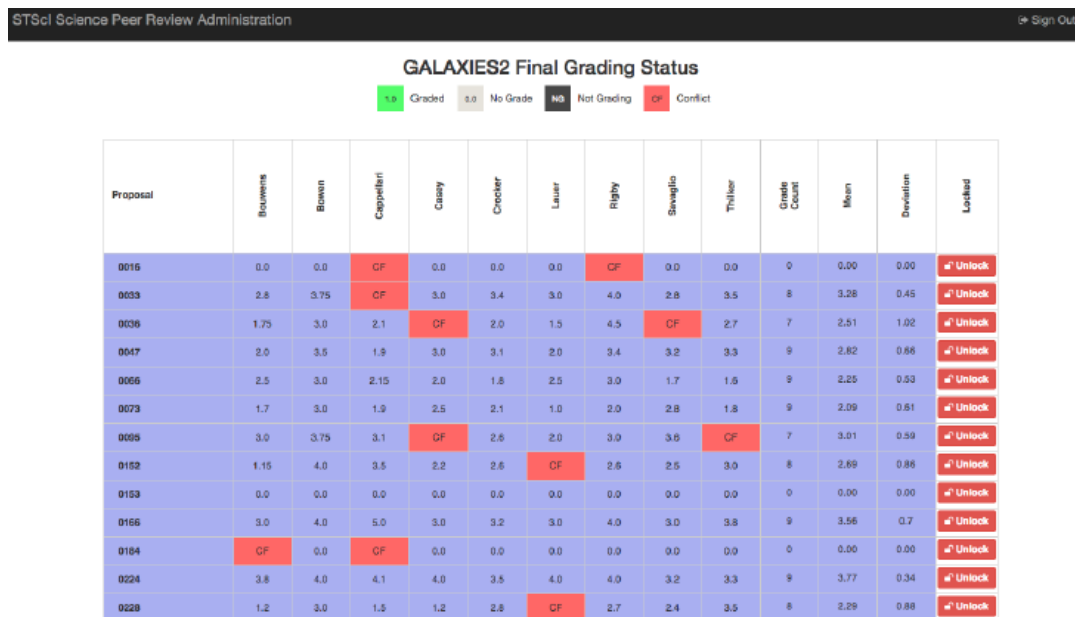 STScI Science Peer Review Administration Sign Out
GALAXIES2 Final Grading Status
1.0 Graded 0.0 No Grade NG Not Grading CF Conflict
Proposal Bouwens Bowen Cappellari Casey Crocker Lauer Rigby Savaglio Thilker Grade Count Mean Deviation Locked
0016 0.0 0.0 CF 0.0 0.0 0.0 CF 0.0 0.0 0 0.00 0.00 Unlock
0033 2.8 3.75 CF 3.0 3.4 3.0 4.0 2.8 3.5 8 3.28 0.45 Unlock
0036 1.75 3.0 2.1 CF 2.0 1.5 4.5 CF 2.7 7 2.51 1.02 Unlock
0047 2.0 3.5 1.9 3.0 3.1 2.0 3.4 3.2 3.3 9 2.82 0.66 Unlock
0066 2.5 3.0 2.15 2.0 1.8 2.5 3.0 1.7 1.6 9 2.25 0.53 Unlock
0073 1.7 3.0 1.9 2.5 2.1 1.0 2.0 2.8 1.8 9 2.09 0.61 Unlock
0095 3.0 3.75 3.1 CF 2.6 2.0 3.0 3.6 CF 7 3.01 0.59 Unlock
0152 1.15 4.0 3.5 2.2 2.6 CF 2.6 2.5 3.0 8 2.69 0.86 Unlock
0153 0.0 0.0 0.0 0.0 0.0 0.0 0.0 0.0 0.0 0 0.00 0.00 Unlock
0166 3.0 4.0 5.0 3.0 3.2 3.0 4.0 3.0 3.8 9 3.56 0.7 Unlock
0184 CF 0.0 CF 0.0 0.0 0.0 0.0 0.0 0.0 0 0.00 0.00 Unlock
0224 3.8 4.0 4.1 4.0 3.5 4.0 4.0 3.2 3.3 9 3.77 0.34 Unlock
0228 1.2 3.0 1.5 1.2 2.8 CF 2.7 2.4 3.5 8 2.29 0.88 Unlock